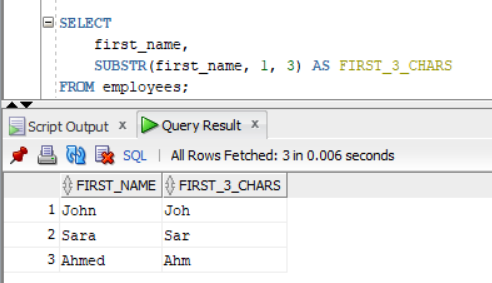 SELECT
first_name,
SUBSTR(first_name, 1, 3) AS FIRST_3_CHARS
FROM employees;
Script Output x Query Result x
SQL | All Rows Fetched: 3 in 0.006 seconds
FIRST_NAME FIRST_3_CHARS
1 John Joh
2 Sara Sar
3 Ahmed Ahm